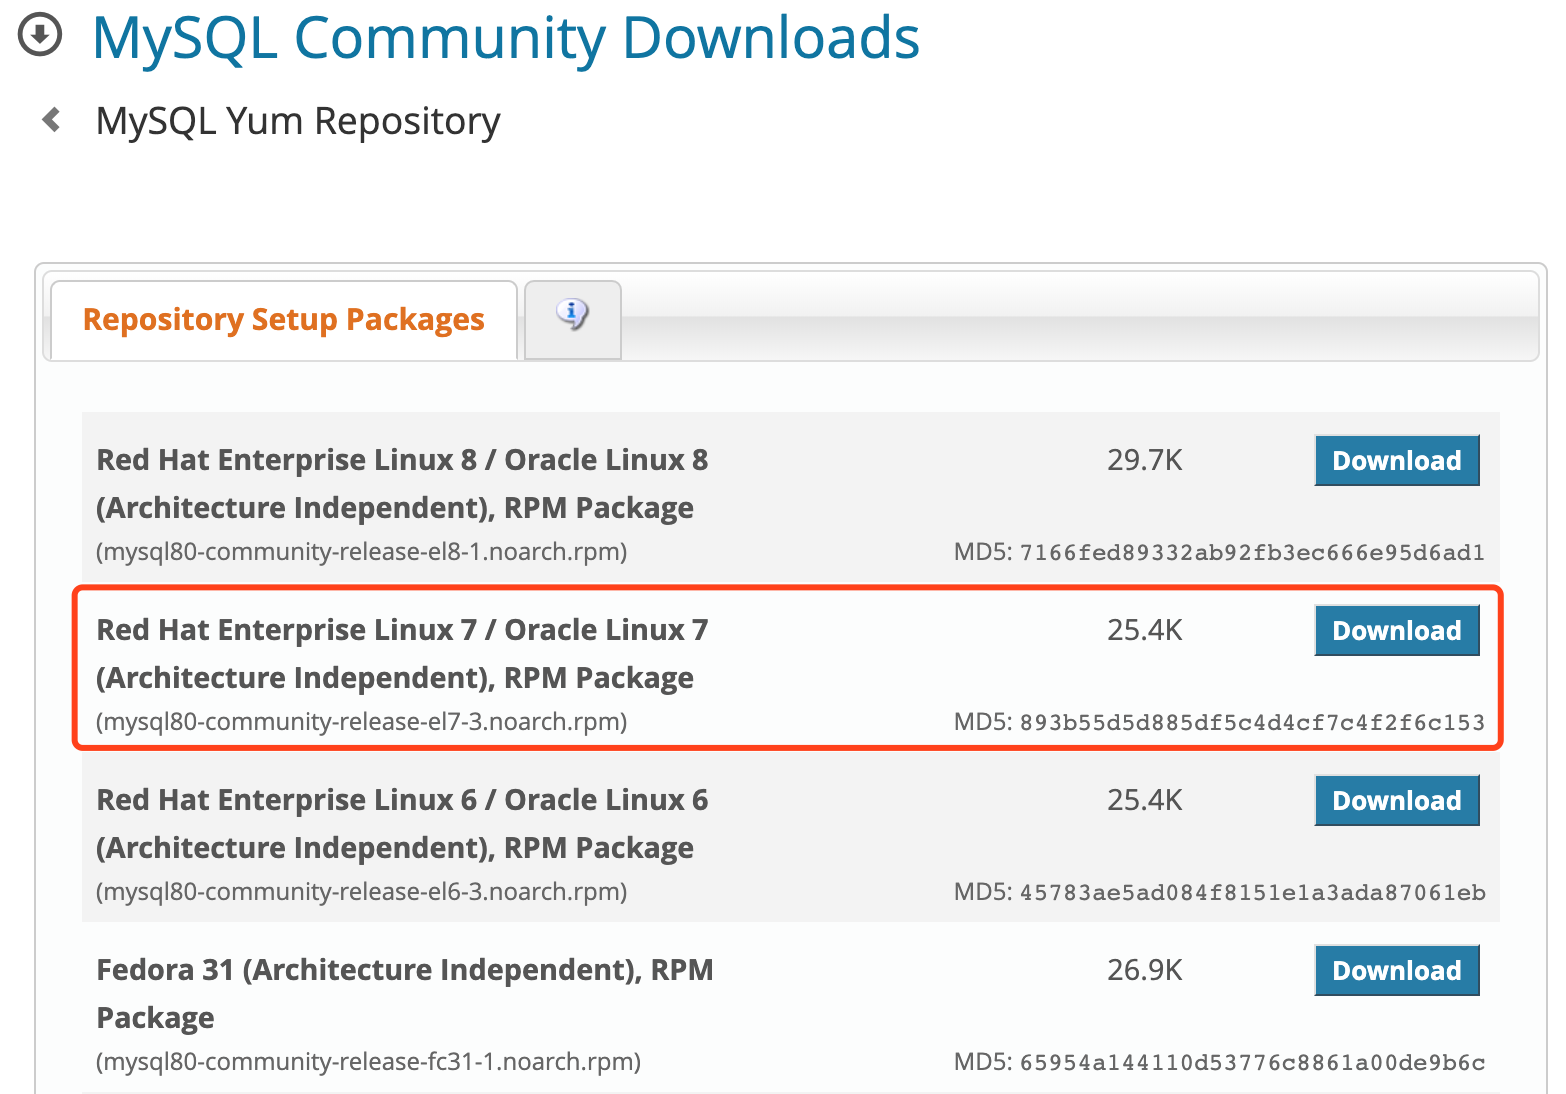 MySQL Community Downloads
MySQL Yum Repository
Repository Setup Packages
Red Hat Enterprise Linux 8 / Oracle Linux 8 29.7K Download
(Architecture Independent), RPM Package
(mysql80-community-release-el8-1.noarch.rpm) MD5: 7166fed89332ab92fb3ec666e95d6ad1
Red Hat Enterprise Linux 7 / Oracle Linux 7 25.4K Download
(Architecture Independent), RPM Package
(mysql80-community-release-el7-3.noarch.rpm) MD5: 893b55d5d885df5c4d4cf7c4f2f6c153
Red Hat Enterprise Linux 6 / Oracle Linux 6 25.4K Download
(Architecture Independent), RPM Package
(mysql80-community-release-el6-3.noarch.rpm) MD5: 45783ae5ad084f8151e1a3ada87061eb
Fedora 31 (Architecture Independent), RPM 26.9K Download
Package
(mysql80-community-release-fc31-1.noarch.rpm) MD5: 65954a144110d53776c8861a00de9b6c